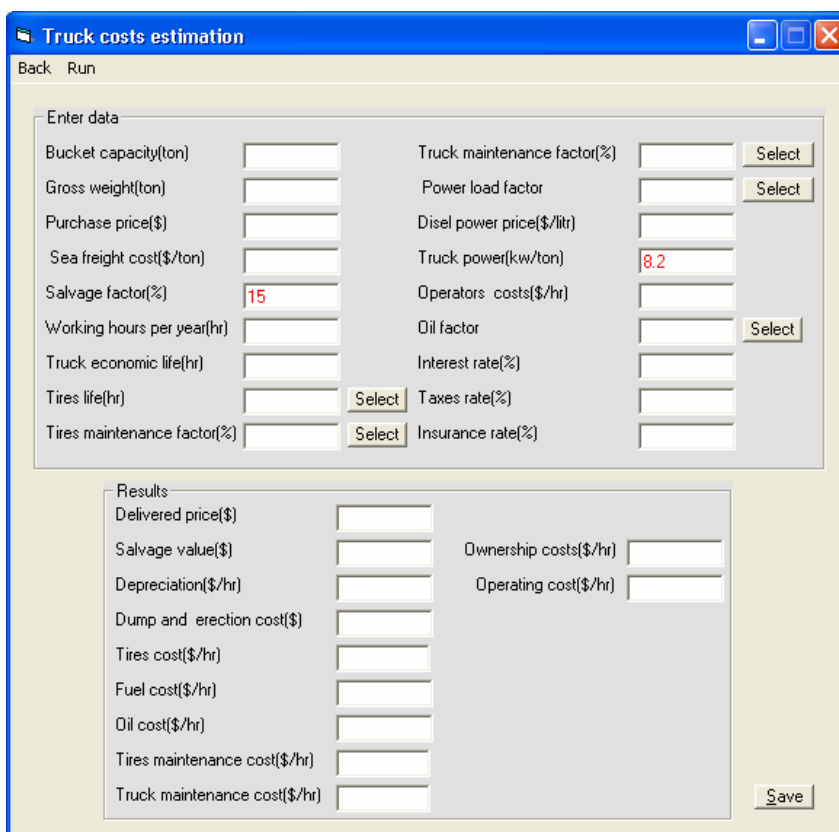 Truck costs estimation
Back Run
Enter data
Bucket capacity(ton) Truck maintenance factor(%) Select
Gross weight(ton) Power load factor Select
Purchase price($) Disel power price($/litr)
Sea freight cost($/ton) Truck power(kw/ton) 8.2
Salvage factor(%) 15 Operators costs($/hr)
Working hours per year(hr) Oil factor Select
Truck economic life(hr) Interest rate(%)
Tires life(hr) Select Taxes rate(%)
Tires maintenance factor(%) Select Insurance rate(%)
Results
Delivered price($)
Salvage value($) Ownership costs($/hr)
Depreciation($/hr) Operating cost($/hr)
Dump and erection cost($)
Tires cost($/hr)
Fuel cost($/hr)
Oil cost($/hr)
Tires maintenance cost($/hr)
Truck maintenance cost($/hr) Save